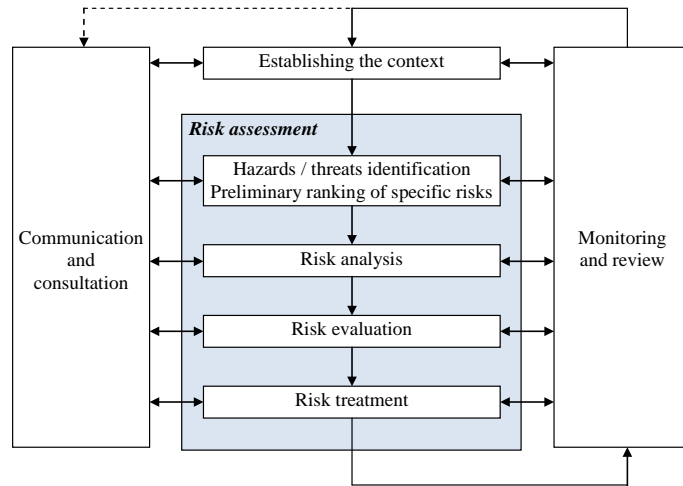 Establishing the context
Risk assessment
Hazards / threats identification
Preliminary ranking of specific risks
Communication
and
consultation
Risk analysis
Monitoring
and review
Risk evaluation
Risk treatment